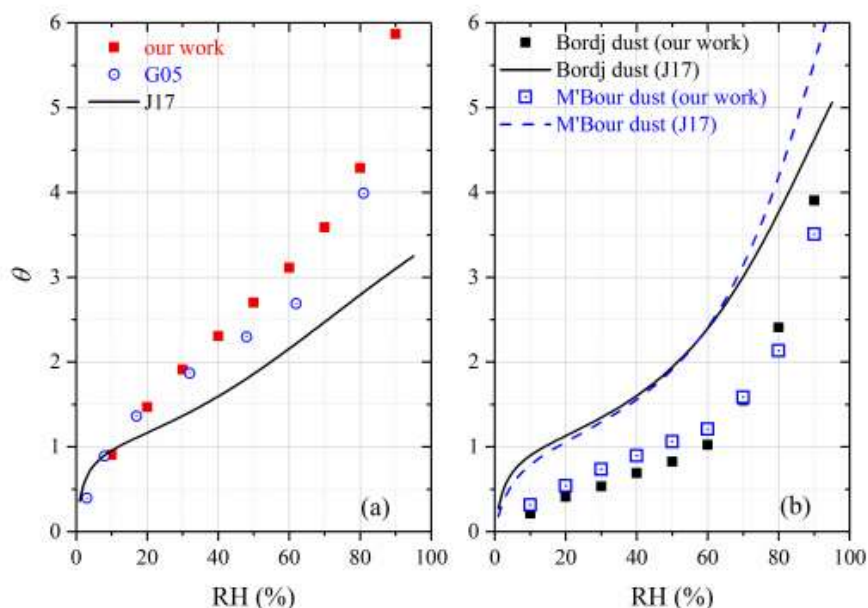 6
5
4
3
2
1
0
θ
our work
G05
J17
(a)
0
20
40
60
80
100
RH (%)
6
5
4
3
2
1
0
Bordj dust (our work)
Bordj dust (J17)
M'Bour dust (our work)
M'Bour dust (J17)
(b)
0
20
40
60
80
100
RH (%)